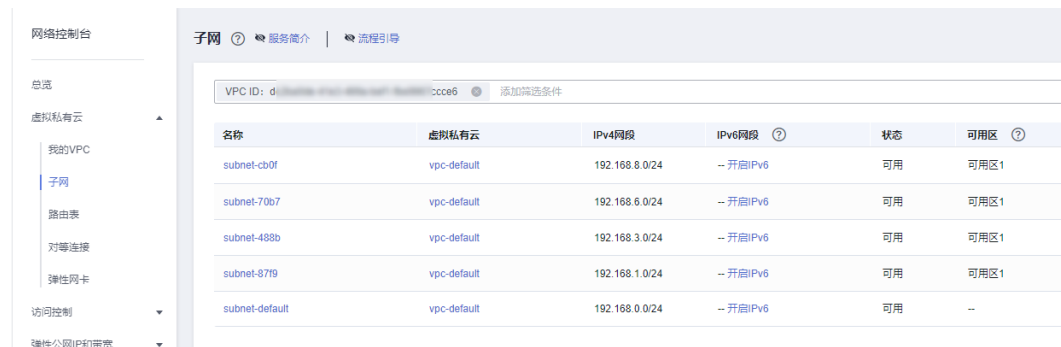 网络控制台
总览
虚拟私有云
我的VPC
子网
路由表
对等连接
弹性网卡
访问控制
弹性公网IP和带宽
子网 ? 服务简介 | 流程引导
VPC ID: d ccce6 添加筛选条件
名称 虚拟私有云 IPv4网段 IPv6网段 ? 状态 可用区 ?
subnet-cb0f vpc-default 192.168.8.0/24 -- 开启IPv6 可用 可用区1
subnet-70b7 vpc-default 192.168.6.0/24 -- 开启IPv6 可用 可用区1
subnet-488b vpc-default 192.168.3.0/24 -- 开启IPv6 可用 可用区1
subnet-87f9 vpc-default 192.168.1.0/24 -- 开启IPv6 可用 可用区1
subnet-default vpc-default 192.168.0.0/24 -- 开启IPv6 可用 --